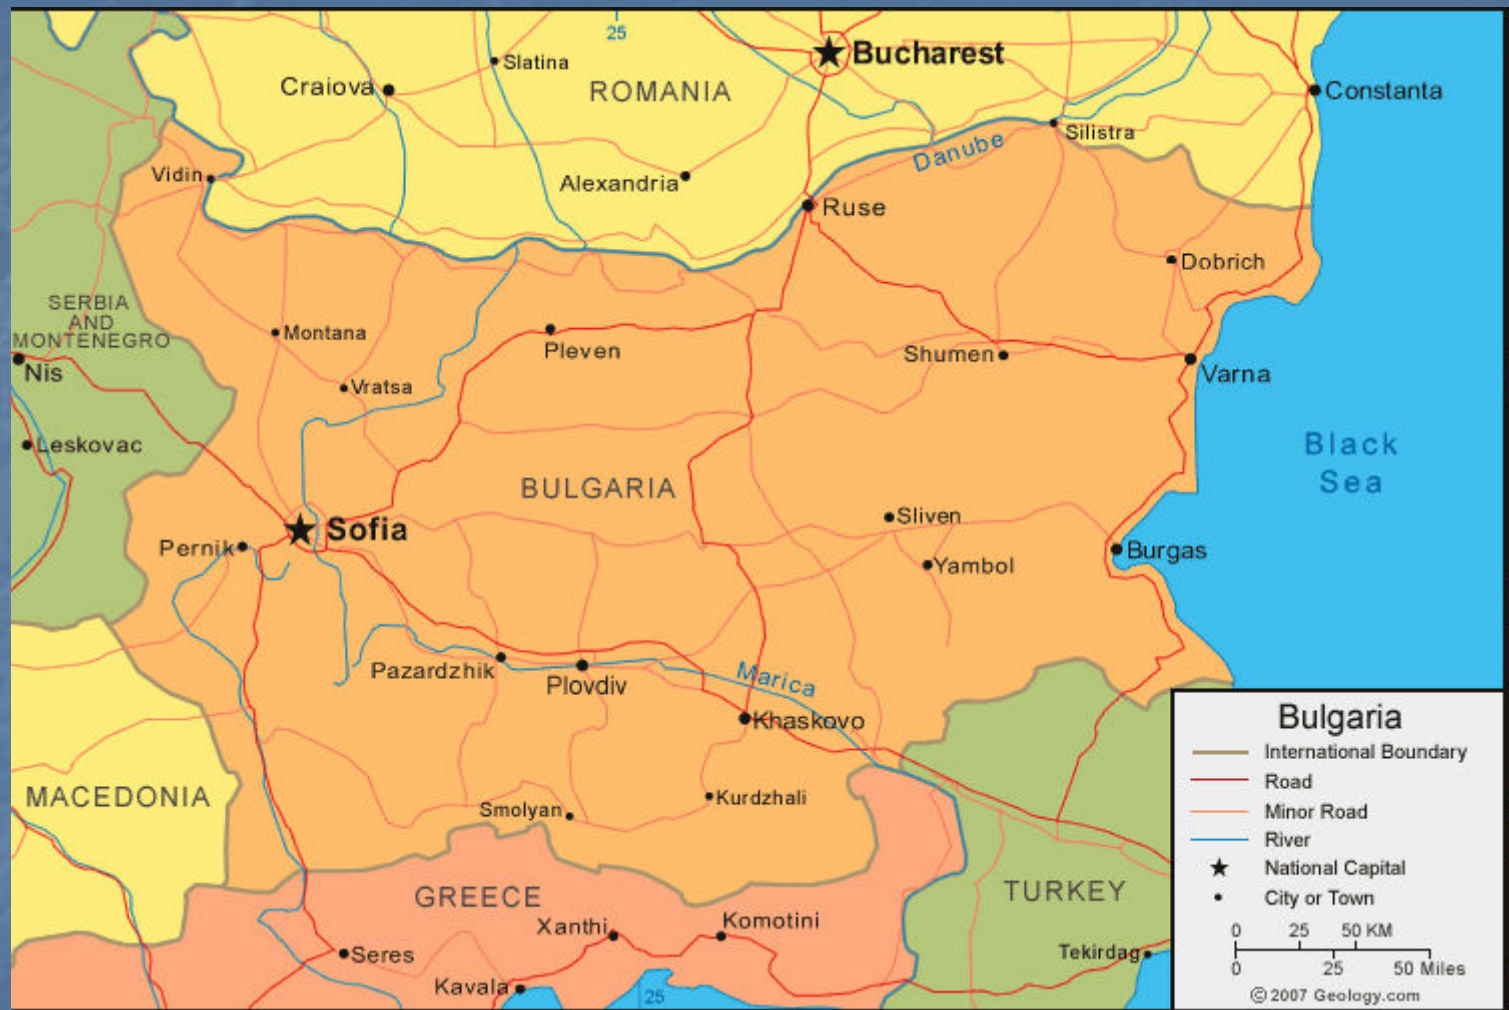 25
Bucharest
Slatina
Craiova
ROMANIA
Constanta
Silistra
Danube
Vidin
Alexandria
Ruse
Dobrich
SERBIA
AND
MONTENEGRO
Montana
Pleven
Shumen
Nis
Varna
Vratsa
Leskovac
Black
Sea
BULGARIA
Sliven
Sofia
Pernik
Burgas
Yambol
Pazardzhik
Marica
Plovdiv
Khaskovo
MACEDONIA
Smolyan
Kurdzhali
GREECE
TURKEY
Xanthi
Komotini
Seres
Tekirdag
Kavala
25
Bulgaria
International Boundary
Road
Minor Road
River
National Capital
City or Town
0 25 50 KM
0 25 50 Miles
© 2007 Geology.com